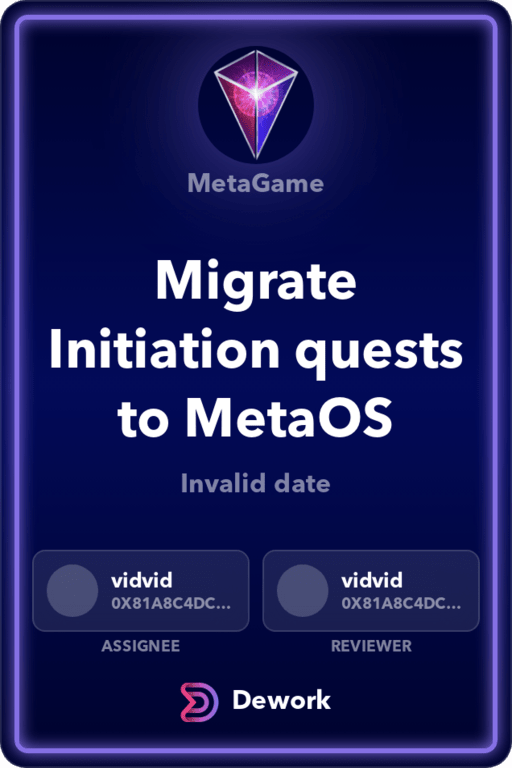 MetaGame
Migrate
Initiation quests
to MetaOS
Invalid date
vidvid
0X81A8C4DC...
ASSIGNEE
vidvid
0X81A8C4DC...
REVIEWER
Dework